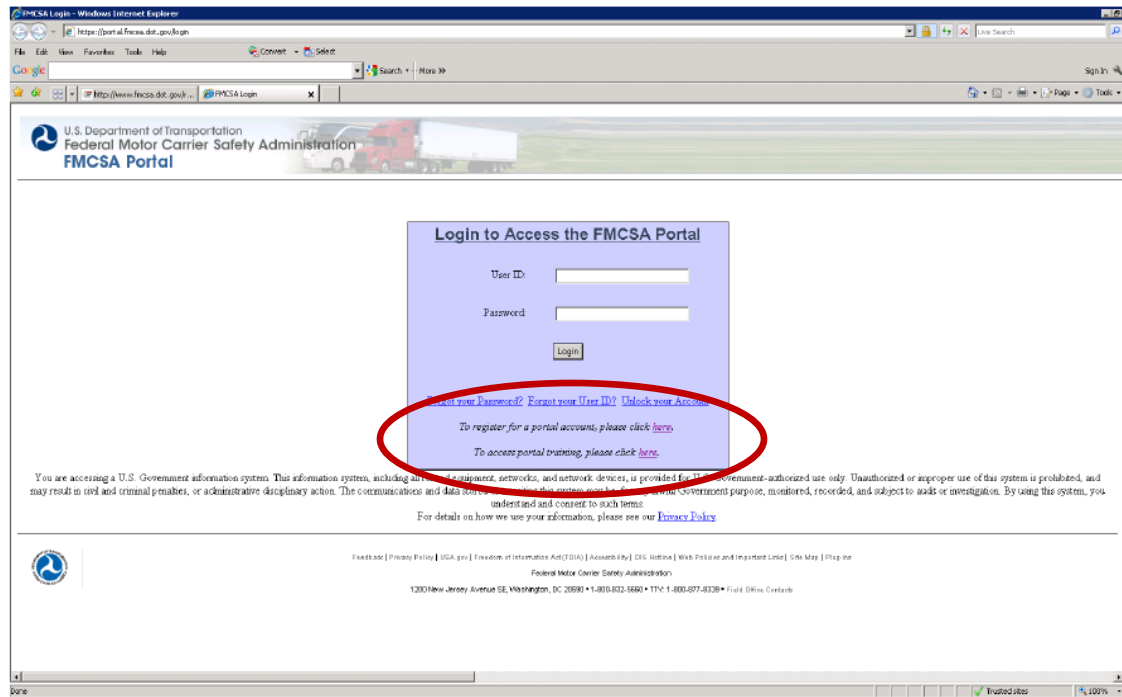 FMCSA Login - Windows Internet Explorer
https://portal.fmcsa.dot.gov/login
Live Search
File Edit View Favorites Tools Help
Convert
Select
Google
Search
More »
Sign In
http://www.fmcsa.dot.gov/r...
FMCSA Login
Page
Tools
U.S. Department of Transportation
Federal Motor Carrier Safety Administration
FMCSA Portal
Login to Access the FMCSA Portal
User ID:
Password:
Login
Forgot your Password? Forgot your User ID? Unlock your Account
To register for a portal account, please click here.
To access portal training, please click here.
You are accessing a U.S. Government information system. This information system, including all related equipment, networks, and network devices, is provided for U.S. Government-authorized use only. Unauthorized or improper use of this system is prohibited, and
may result in civil and criminal penalties, or administrative disciplinary action. The communications and data stored or transiting this system may be, for any lawful Government purpose, monitored, recorded, and subject to audit or investigation. By using this system, you
understand and consent to such terms.
For details on how we use your information, please see our Privacy Policy.
Feedback | Privacy Policy | USA.gov | Freedom of Information Act (FOIA) | Accessibility | OIG Hotline | Web Policies and Important Links | Site Map | Plug-ins
Federal Motor Carrier Safety Administration
1200 New Jersey Avenue SE, Washington, DC 20590 • 1-800-832-5660 • TTY: 1-800-877-8339 • Field Office Contacts
Done
Trusted sites
100%